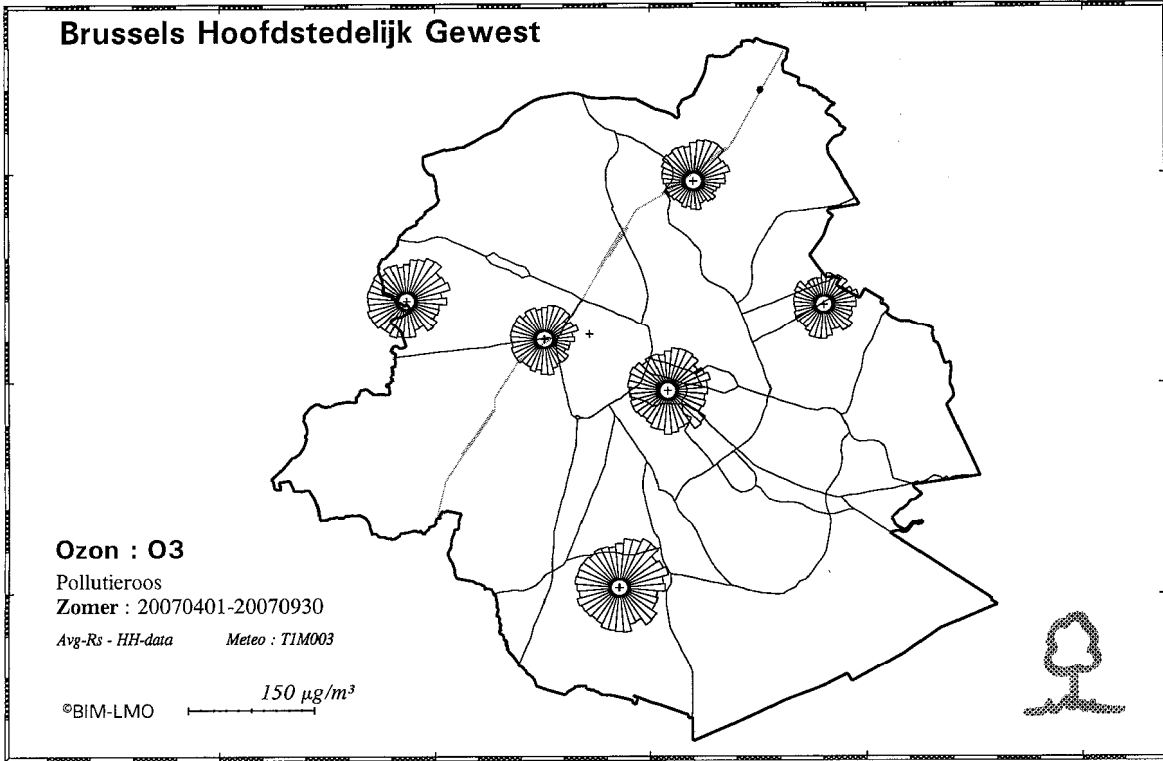 Brussels Hoofdstedelijk Gewest
Ozon : O3
Pollutieroos
Zomer : 20070401-20070930
Avg-Rs - HH-data Meteo : T1M003
150 µg/m³
©BIM-LMO